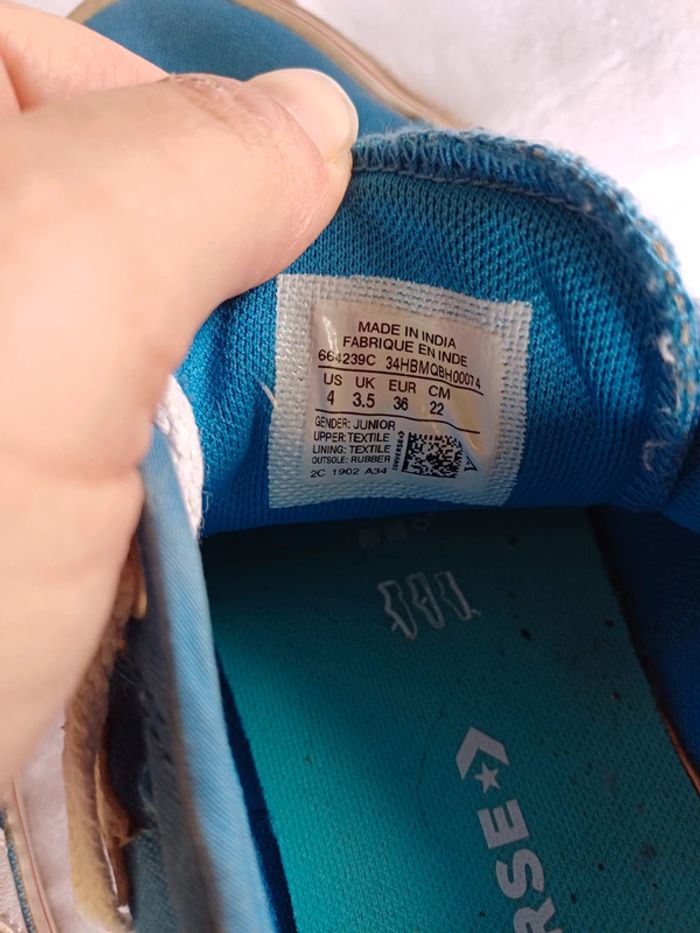 MADE IN INDIA
FABRIQUE EN INDE
664239C 34HBMQBH00074
US UK EUR CM
4 3.5 36 22
GENDER: JUNIOR
UPPER: TEXTILE
LINING: TEXTILE
OUTSOLE: RUBBER
2C 1902 A34
CONVERSE
RSE